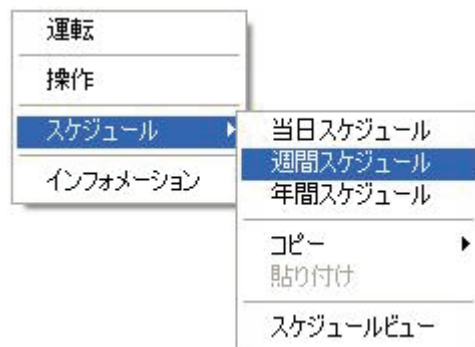 運転
操作
スケジュール
インフォメーション
当日スケジュール
週間スケジュール
年間スケジュール
コピー
貼り付け
スケジュールビュー